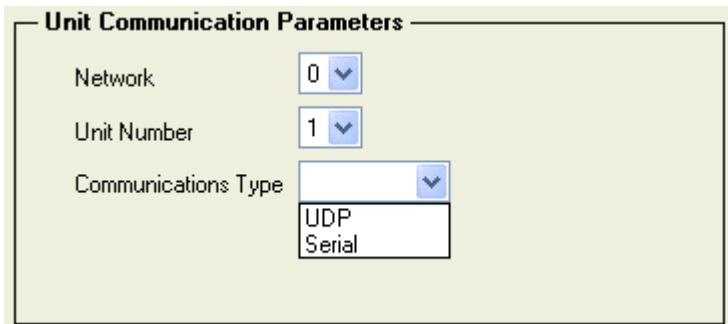 Unit Communication Parameters
Network 0
Unit Number 1
Communications Type
UDP
Serial